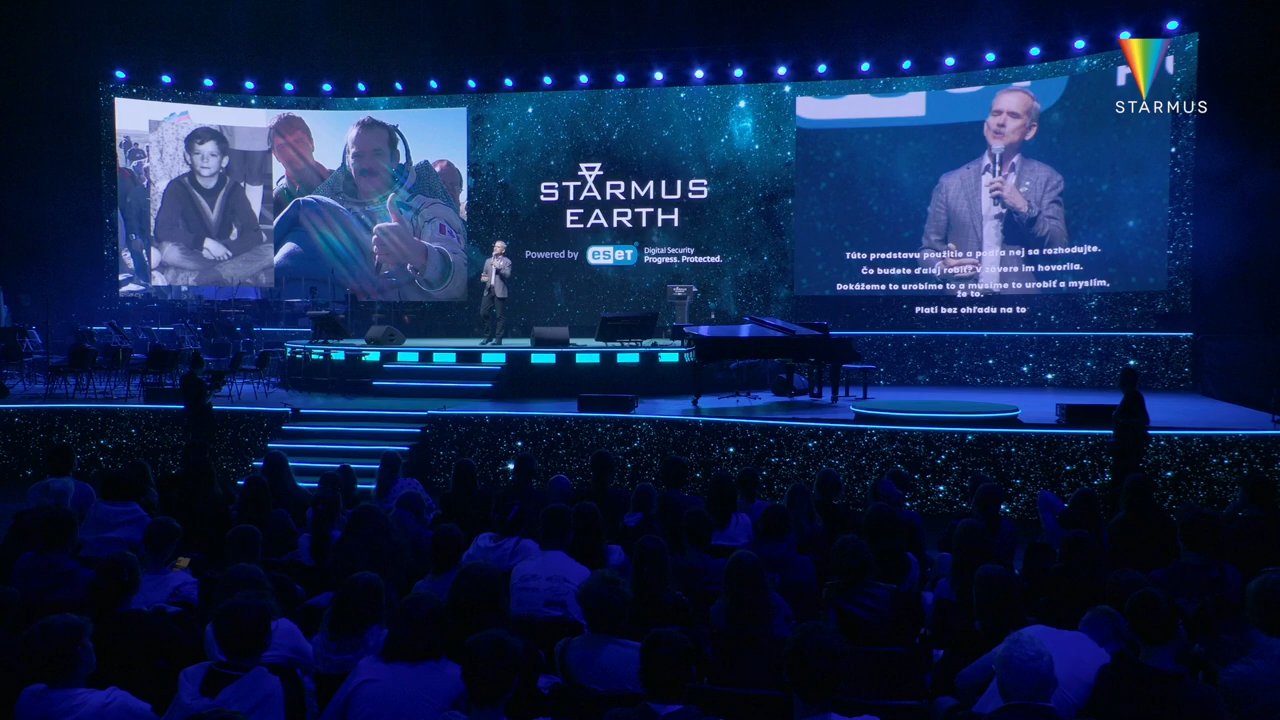 STARMUS
STARMUS
EARTH
Powered by eset Digital Security
Progress. Protected.
Túto predstavu použitie a podľa nej sa rozhodujte.
Čo budete ďalej robiť? V závere im hovorila.
Dokážeme to urobíme to a musíme to urobiť a myslím,
že to.
Platí bez ohľadu na to